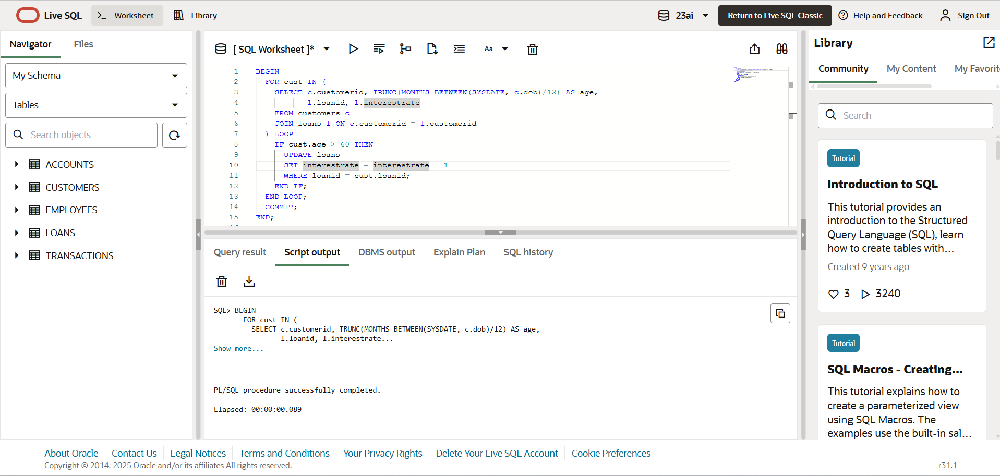 Live SQL
Worksheet
Library
23ai
Return to Live SQL Classic
Help and Feedback
Sign Out
Navigator
Files
My Schema
Tables
Search objects
ACCOUNTS
CUSTOMERS
EMPLOYEES
LOANS
TRANSACTIONS
[ SQL Worksheet ]*
Aa
1 BEGIN
2 FOR cust IN (
3 SELECT c.customerid, TRUNC(MONTHS_BETWEEN(SYSDATE, c.dob)/12) AS age,
4 l.loanid, l.interestrate
5 FROM customers c
6 JOIN loans l ON c.customerid = l.customerid
7 ) LOOP
8 IF cust.age > 60 THEN
9 UPDATE loans
10 SET interestrate = interestrate - 1
11 WHERE loanid = cust.loanid;
12 END IF;
13 END LOOP;
14 COMMIT;
15 END;
Query result
Script output
DBMS output
Explain Plan
SQL history
SQL> BEGIN
FOR cust IN (
SELECT c.customerid, TRUNC(MONTHS_BETWEEN(SYSDATE, c.dob)/12) AS age,
l.loanid, l.interestrate...
Show more...
PL/SQL procedure successfully completed.
Elapsed: 00:00:00.089
Library
Community
My Content
My Favorit
Search
Tutorial
Introduction to SQL
This tutorial provides an
introduction to the Structured
Query Language (SQL), learn
how to create tables with...
Created 9 years ago
3
3240
Tutorial
SQL Macros - Creating...
This tutorial explains how to
create a parameterized view
using SQL Macros. The
examples use the built-in sal...
About Oracle
Contact Us
Legal Notices
Terms and Conditions
Your Privacy Rights
Delete Your Live SQL Account
Cookie Preferences
Copyright © 2014, 2025 Oracle and/or its affiliates All rights reserved.
r31.1